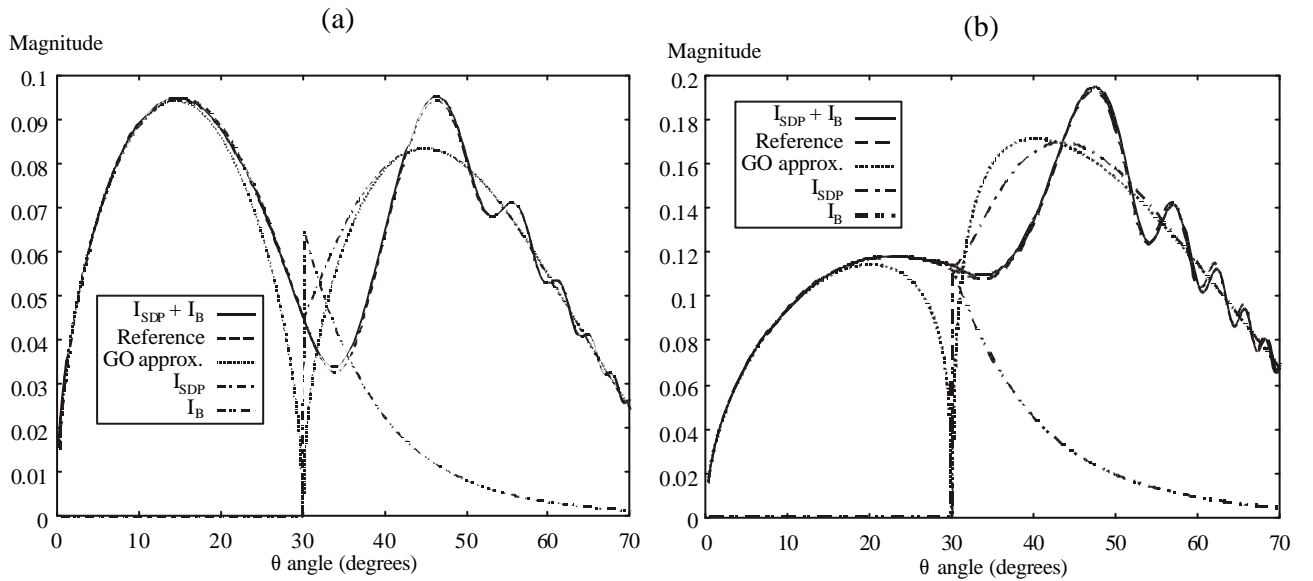 (a)
Magnitude
0.1
0.09
0.08
0.07
0.06
0.05
0.04
0.03
0.02
0.01
0
I_SDP + I_B
Reference
GO approx.
I_SDP
I_B
0 10 20 30 40 50 60 70
θ angle (degrees)
(b)
Magnitude
0.2
0.18
0.16
0.14
0.12
0.1
0.08
0.06
0.04
0.02
0
I_SDP + I_B
Reference
GO approx.
I_SDP
I_B
0 10 20 30 40 50 60 70
θ angle (degrees)